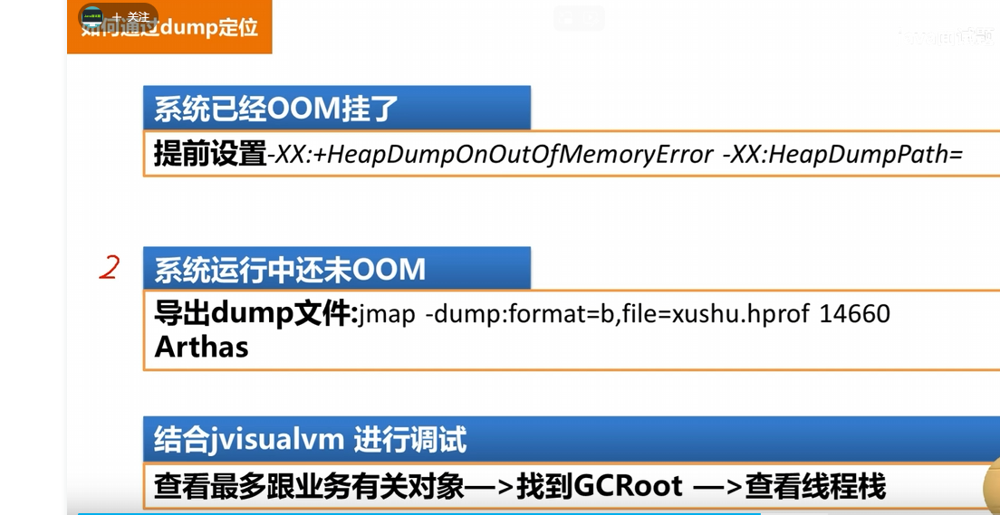 ＋ 关注
如何通过dump定位
系统已经OOM挂了
提前设置-XX:+HeapDumpOnOutOfMemoryError -XX:HeapDumpPath=
2
系统运行中还未OOM
导出dump文件:jmap -dump:format=b,file=xushu.hprof 14660
Arthas
结合jvisualvm 进行调试
查看最多跟业务有关对象—>找到GCRoot —>查看线程栈